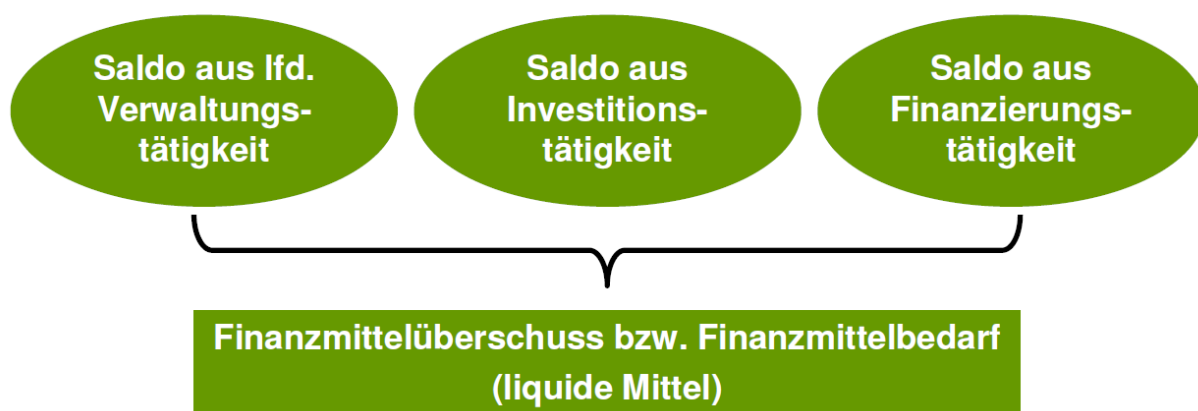 Saldo aus lfd.
Verwaltungs-
tätigkeit
Saldo aus
Investitions-
tätigkeit
Saldo aus
Finanzierungs-
tätigkeit
Finanzmittelüberschuss bzw. Finanzmittelbedarf
(liquide Mittel)